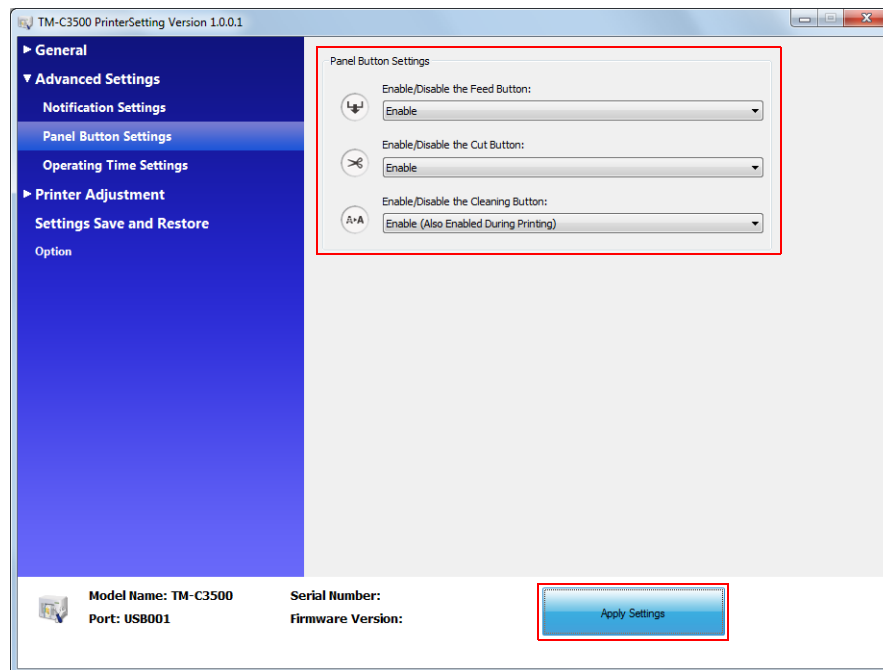 TM-C3500 PrinterSetting Version 1.0.0.1
General
Advanced Settings
Notification Settings
Panel Button Settings
Operating Time Settings
Printer Adjustment
Settings Save and Restore
Option
Panel Button Settings
Enable/Disable the Feed Button:
Enable
Enable/Disable the Cut Button:
Enable
Enable/Disable the Cleaning Button:
A A
Enable (Also Enabled During Printing)
Model Name: TM-C3500
Serial Number:
Port: USB001
Firmware Version:
Apply Settings